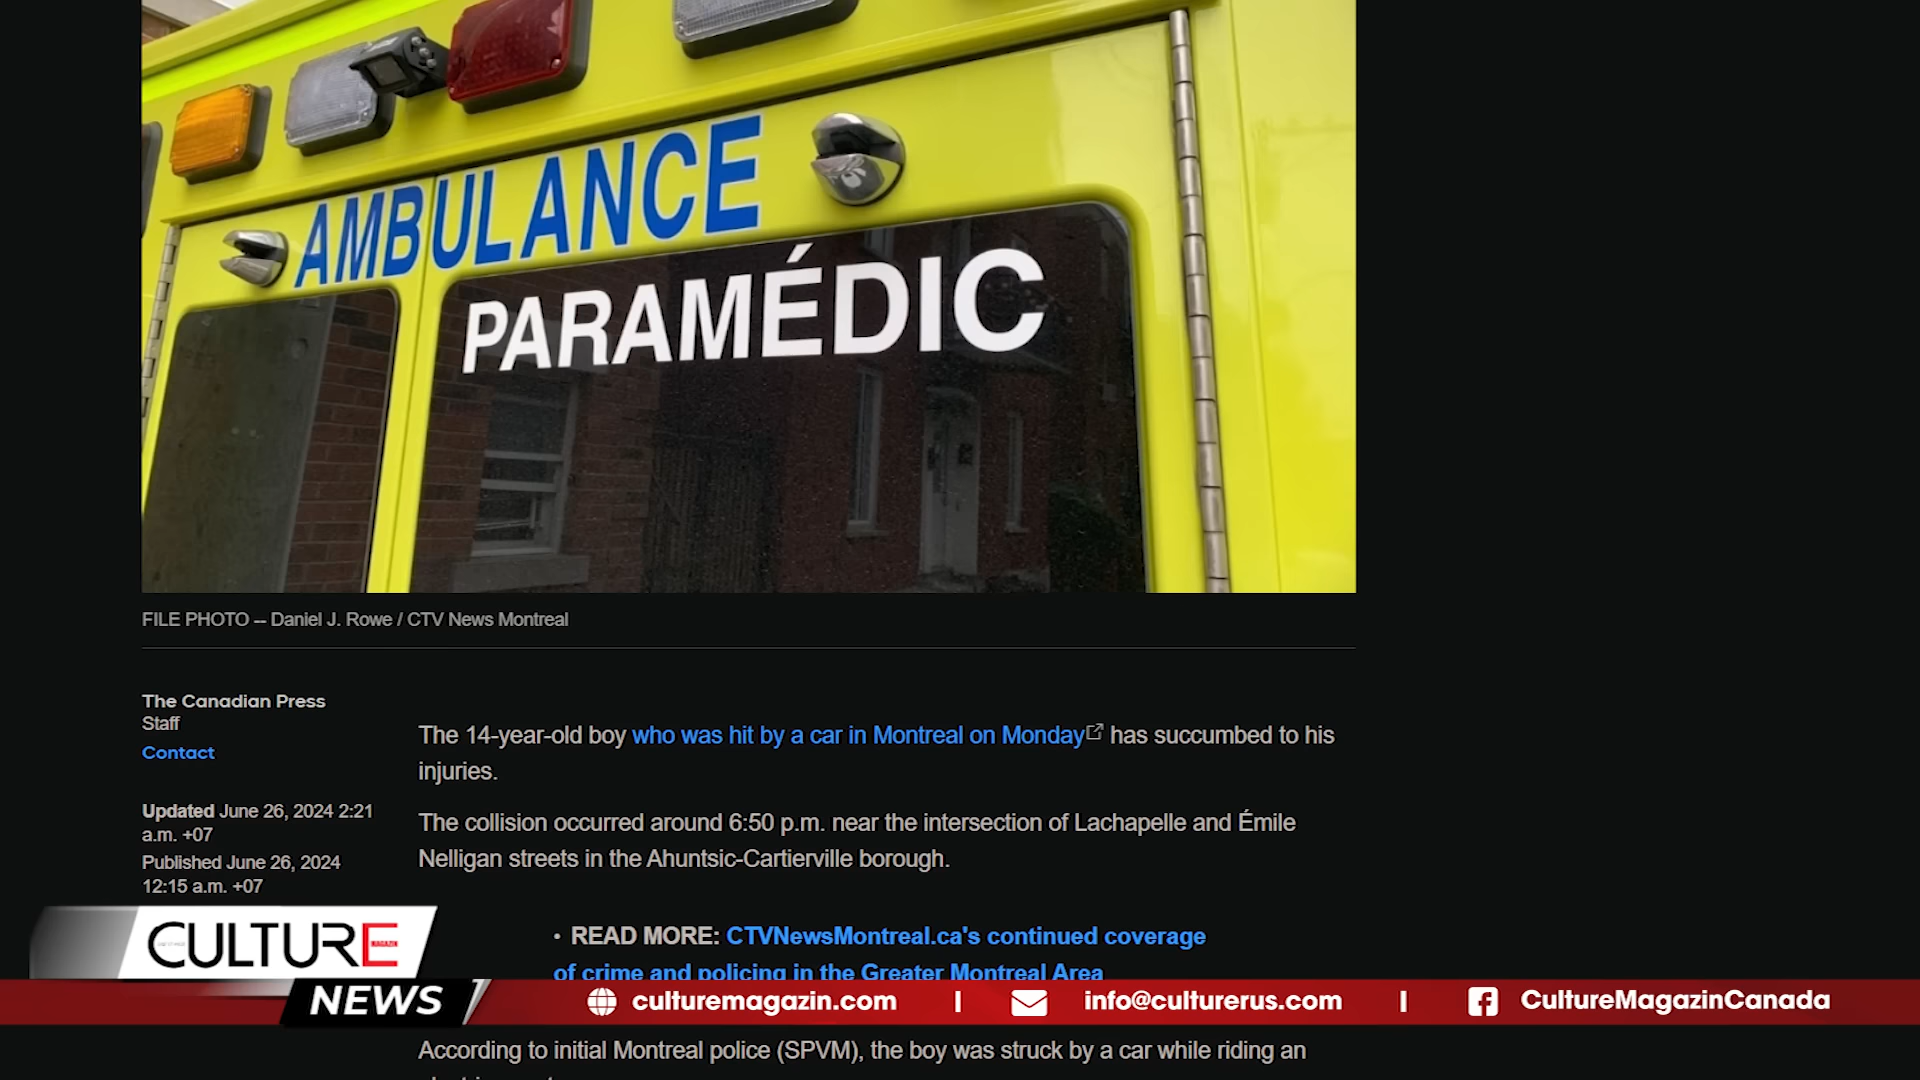 AMBULANCE
PARAMÉDIC
FILE PHOTO -- Daniel J. Rowe / CTV News Montreal
The Canadian Press
Staff
Contact
Updated June 26, 2024 2:21
a.m. +07
Published June 26, 2024
12:15 a.m. +07
The 14-year-old boy who was hit by a car in Montreal on Monday has succumbed to his
injuries.
The collision occurred around 6:50 p.m. near the intersection of Lachapelle and Émile
Nelligan streets in the Ahuntsic-Cartierville borough.
• READ MORE: CTVNewsMontreal.ca's continued coverage
of crime and policing in the Greater Montreal Area
According to initial Montreal police (SPVM), the boy was struck by a car while riding an
CULTURE
NEWS
culturemagazin.com | info@culturerus.com | CultureMagazinCanada